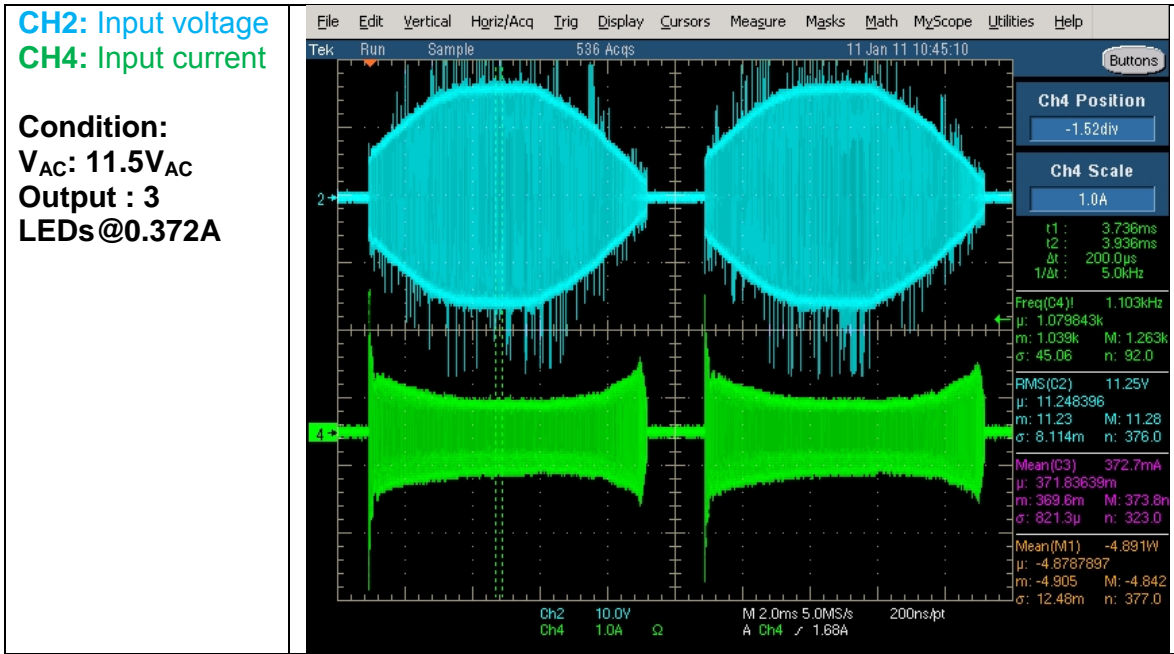 CH2: Input voltage
CH4: Input current
Condition:
VAC: 11.5VAC
Output : 3
LEDs@0.372A
File Edit Vertical Horiz/Acq Trig Display Cursors Measure Masks Math MyScope Utilities Help
Tek Run Sample 536 Acqs 11 Jan 11 10:45:10
Buttons
Ch4 Position
-1.52div
Ch4 Scale
1.0A
t1 : 3.736ms
t2 : 3.936ms
Δt : 200.0µs
1/Δt : 5.0kHz
Freq(C4)! 1.103kHz
µ: 1.079843k
m: 1.039k M: 1.263k
σ: 45.06 n: 92.0
RMS(C2) 11.25V
µ: 11.248396
m: 11.23 M: 11.28
σ: 8.114m n: 376.0
Mean(C3) 372.7mA
µ: 371.83639m
m: 369.6m M: 373.8m
σ: 821.3µ n: 323.0
Mean(M1) -4.891W
µ: -4.8787897
m: -4.905 M: -4.842
σ: 12.48m n: 377.0
2
4
Ch2 10.0V M 2.0ms 5.0MS/s 200ns/pt
Ch4 1.0A Ω A Ch4 ∕ 1.68A